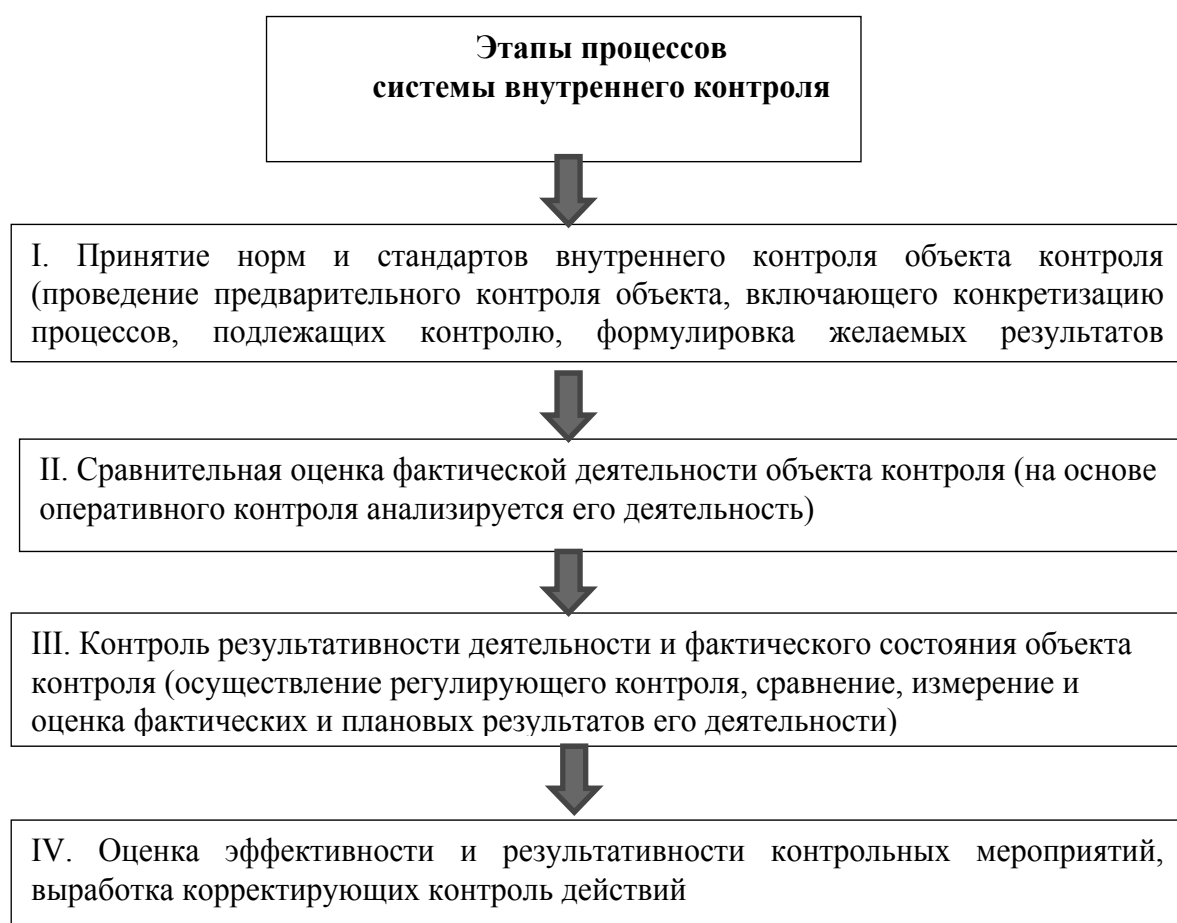 Этапы процессов
системы внутреннего контроля
I. Принятие норм и стандартов внутреннего контроля объекта контроля
(проведение предварительного контроля объекта, включающего конкретизацию
процессов, подлежащих контролю, формулировка желаемых результатов
II. Сравнительная оценка фактической деятельности объекта контроля (на основе
оперативного контроля анализируется его деятельность)
III. Контроль результативности деятельности и фактического состояния объекта
контроля (осуществление регулирующего контроля, сравнение, измерение и
оценка фактических и плановых результатов его деятельности)
IV. Оценка эффективности и результативности контрольных мероприятий,
выработка корректирующих контроль действий